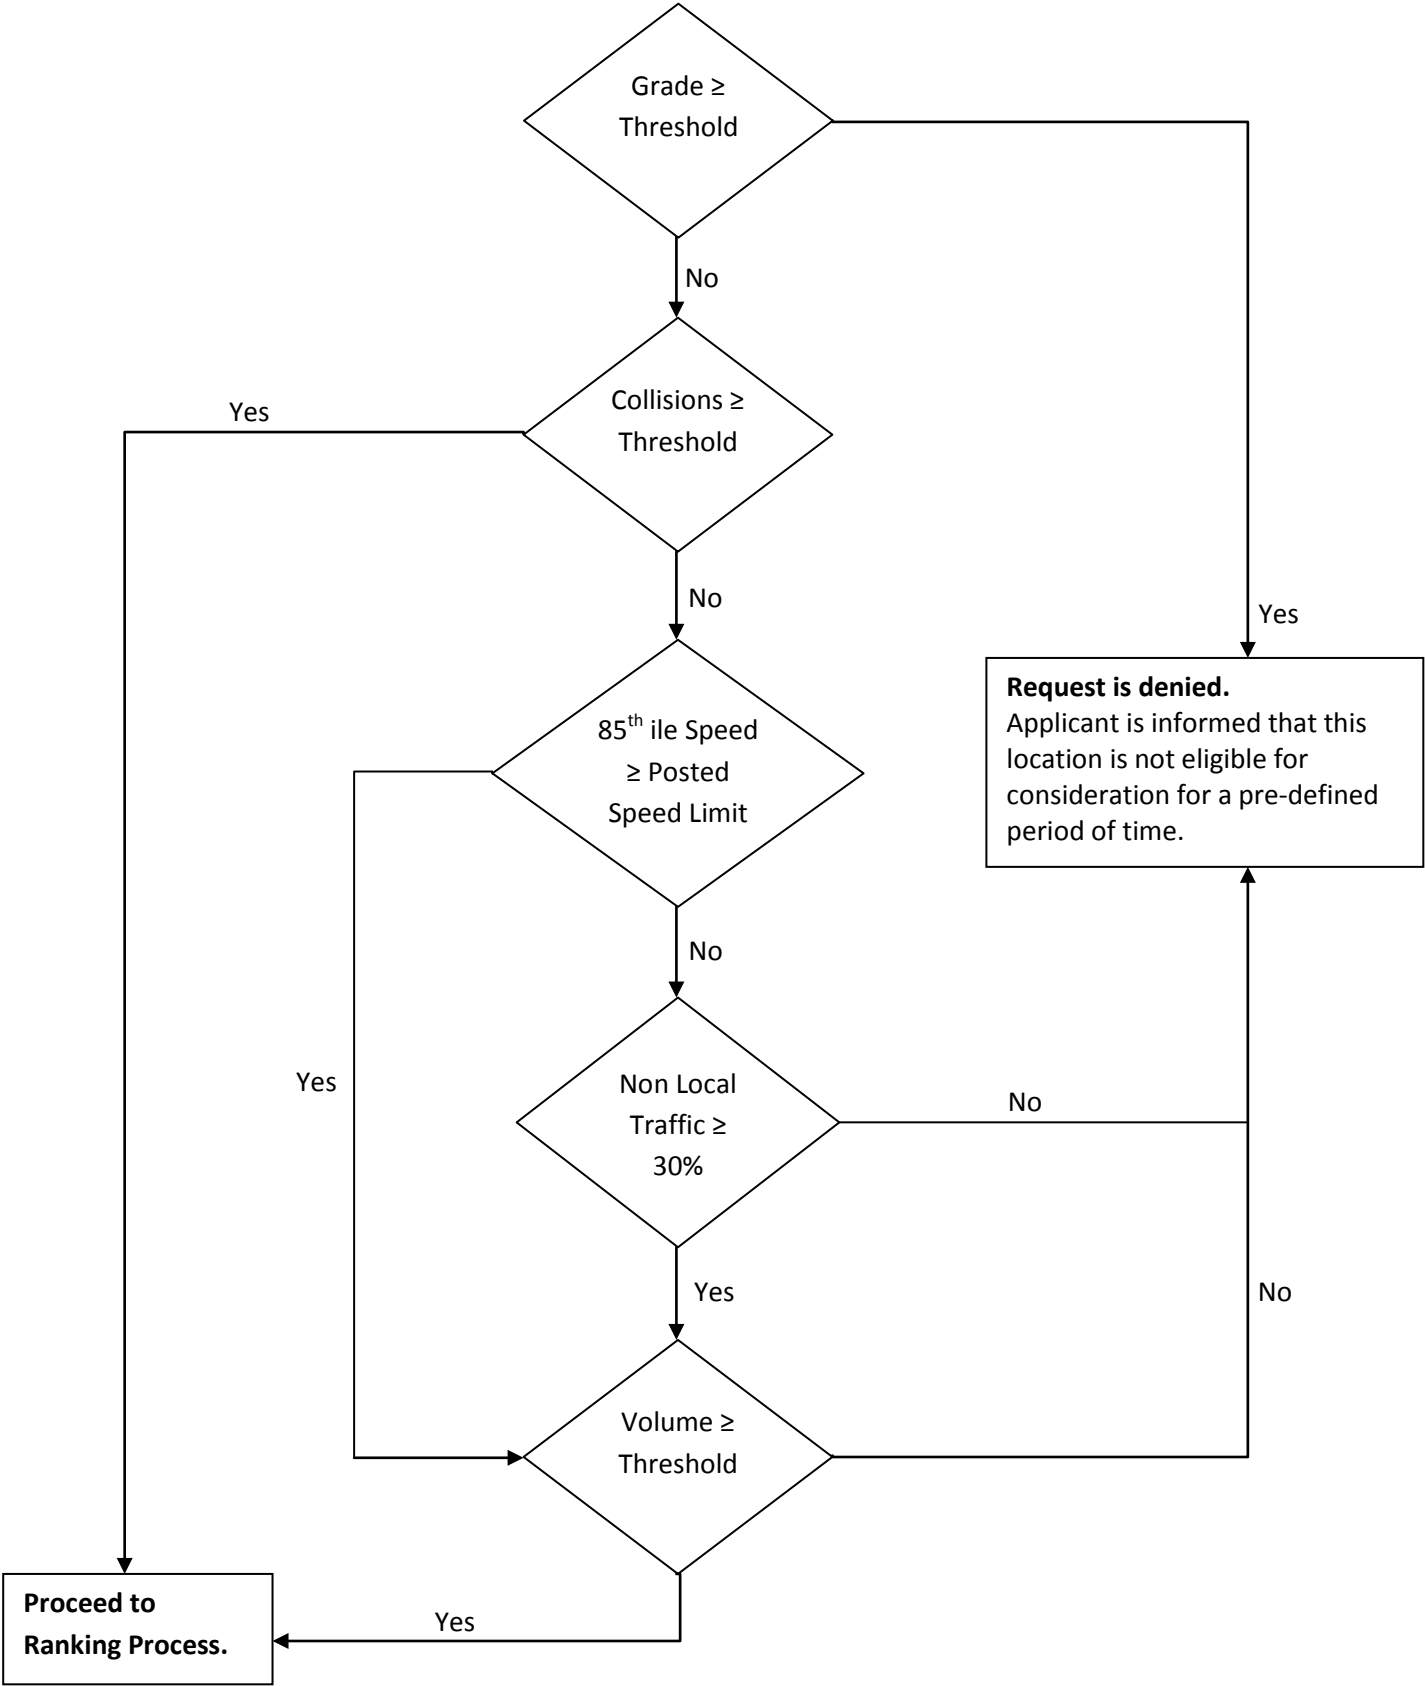 Grade ≥
Threshold
No
Collisions ≥
Threshold
Yes
No
Yes
85th ile Speed
≥ Posted
Speed Limit
Request is denied.
Applicant is informed that this
location is not eligible for
consideration for a pre-defined
period of time.
No
Yes
Non Local
Traffic ≥
30%
No
Yes
No
Volume ≥
Threshold
Proceed to
Ranking Process.
Yes